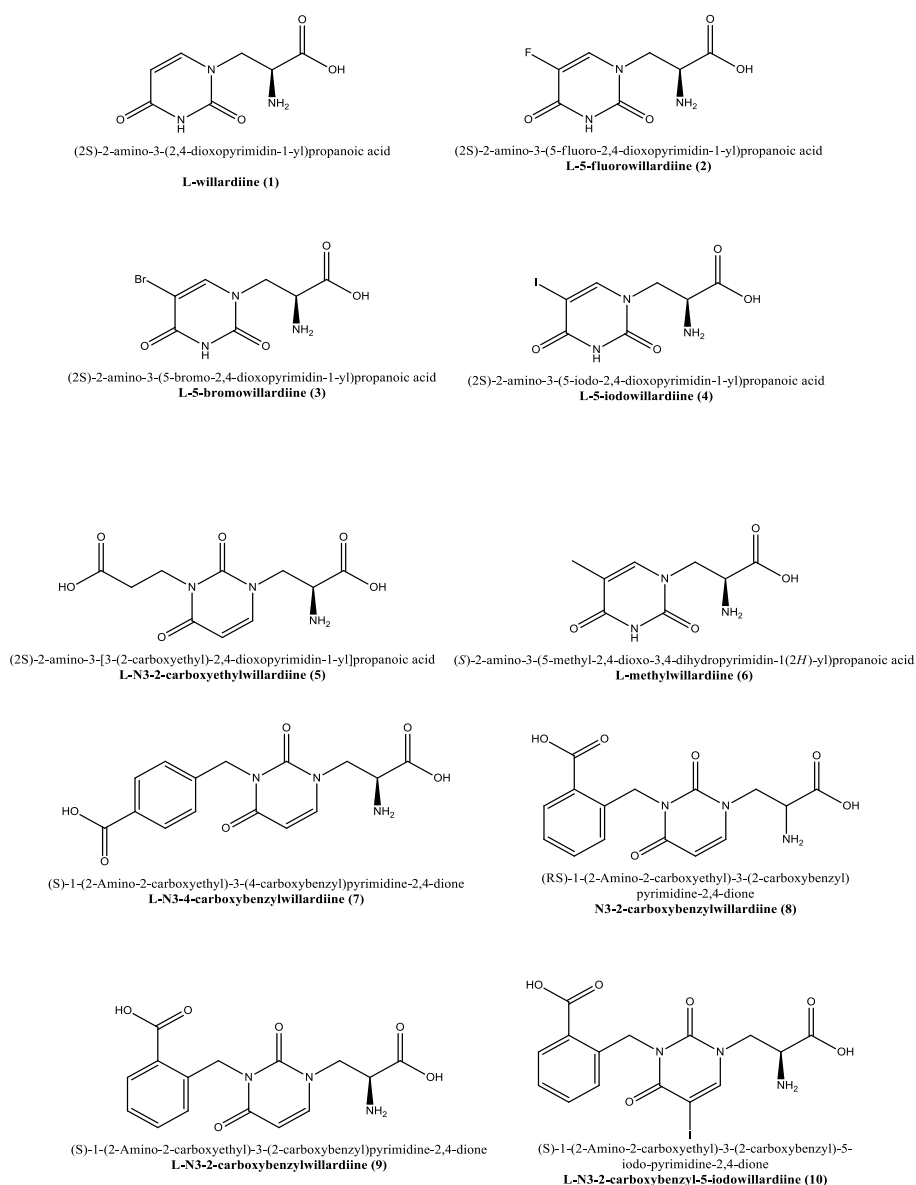 O
N
OH
NH2
O
N
H
O
(2S)-2-amino-3-(2,4-dioxopyrimidin-1-yl)propanoic acid
L-willardiine (1)
O
F
N
OH
NH2
O
N
H
O
(2S)-2-amino-3-(5-fluoro-2,4-dioxopyrimidin-1-yl)propanoic acid
L-5-fluorowillardiine (2)
O
Br
N
OH
NH2
O
N
H
O
(2S)-2-amino-3-(5-bromo-2,4-dioxopyrimidin-1-yl)propanoic acid
L-5-bromowillardiine (3)
O
I
N
OH
NH2
O
N
H
O
(2S)-2-amino-3-(5-iodo-2,4-dioxopyrimidin-1-yl)propanoic acid
L-5-iodowillardiine (4)
O
O
O
HO
N
N
OH
NH2
O
(2S)-2-amino-3-[3-(2-carboxyethyl)-2,4-dioxopyrimidin-1-yl]propanoic acid
L-N3-2-carboxyethylwillardiine (5)
O
N
OH
NH2
O
N
H
O
(S)-2-amino-3-(5-methyl-2,4-dioxo-3,4-dihydropyrimidin-1(2H)-yl)propanoic acid
L-methylwillardiine (6)
O
O
N
N
OH
HO
NH2
O
O
(S)-1-(2-Amino-2-carboxyethyl)-3-(4-carboxybenzyl)pyrimidine-2,4-dione
L-N3-4-carboxybenzylwillardiine (7)
HO
O
O
O
N
N
OH
NH2
O
(RS)-1-(2-Amino-2-carboxyethyl)-3-(2-carboxybenzyl)
pyrimidine-2,4-dione
N3-2-carboxybenzylwillardiine (8)
HO
O
O
O
N
N
OH
NH2
O
(S)-1-(2-Amino-2-carboxyethyl)-3-(2-carboxybenzyl)pyrimidine-2,4-dione
L-N3-2-carboxybenzylwillardiine (9)
HO
O
O
O
N
N
OH
NH2
O
I
(S)-1-(2-Amino-2-carboxyethyl)-3-(2-carboxybenzyl)-5-
iodo-pyrimidine-2,4-dione
L-N3-2-carboxybenzyl-5-iodowillardiine (10)